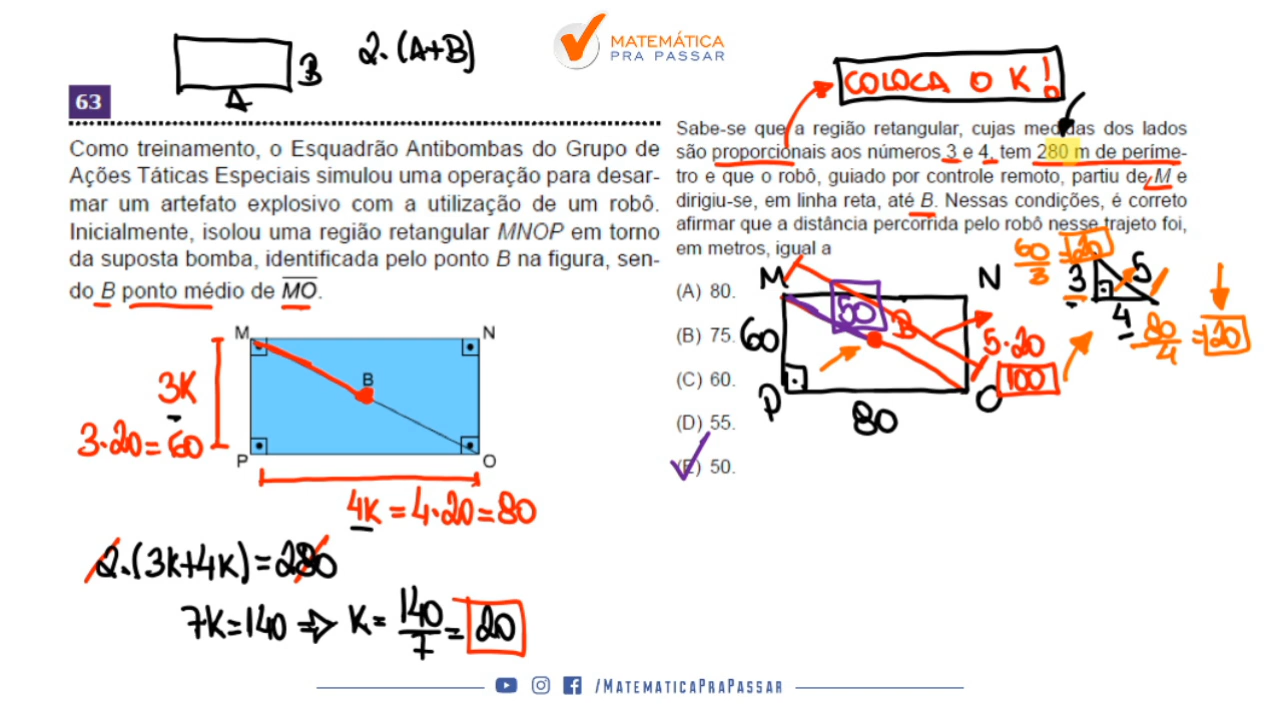 B
A
2.(A+B)
MATEMÁTICA
PRA PASSAR
COLOCA O K!
63
Como treinamento, o Esquadrão Antibombas do Grupo de
Ações Táticas Especiais simulou uma operação para desar-
mar um artefato explosivo com a utilização de um robô.
Inicialmente, isolou uma região retangular MNOP em torno
da suposta bomba, identificada pelo ponto B na figura, sen-
do B ponto médio de MO.
M
N
B
P
O
3K
3·20=60
4K=4·20=80
2.(3K+4K)=280
7K=140 => K=140/7=20
Sabe-se que a região retangular, cujas medidas dos lados
são proporcionais aos números 3 e 4, tem 280 m de períme-
tro e que o robô, guiado por controle remoto, partiu de M e
dirigiu-se, em linha reta, até B. Nessas condições, é correto
afirmar que a distância percorrida pelo robô nesse trajeto foi,
em metros, igual a
(A) 80.
(B) 75.
(C) 60.
(D) 55.
(E) 50.
M
N
60
50
B
P
80
O
5·20
100
60/3=20
3
5
4
80/4=20
/MatematicaPraPassar